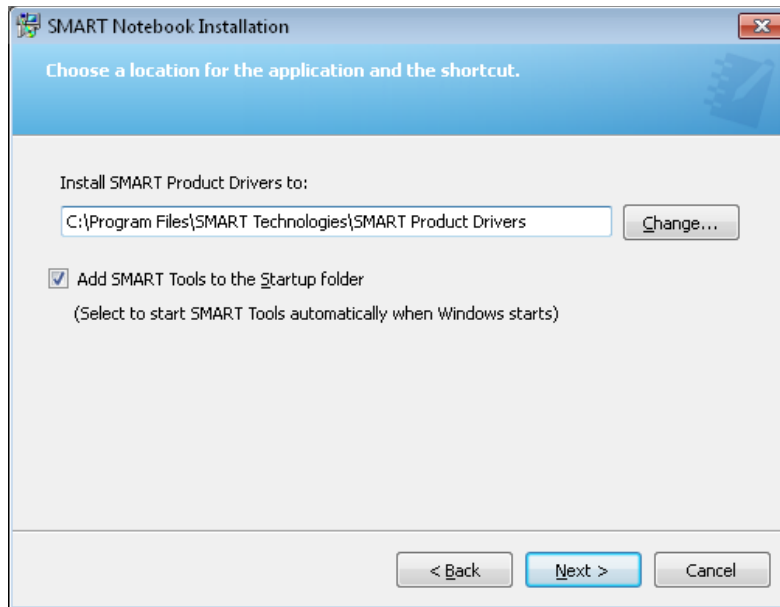 SMART Notebook Installation
Choose a location for the application and the shortcut.
Install SMART Product Drivers to:
C:\Program Files\SMART Technologies\SMART Product Drivers
Change...
Add SMART Tools to the Startup folder
(Select to start SMART Tools automatically when Windows starts)
< Back
Next >
Cancel